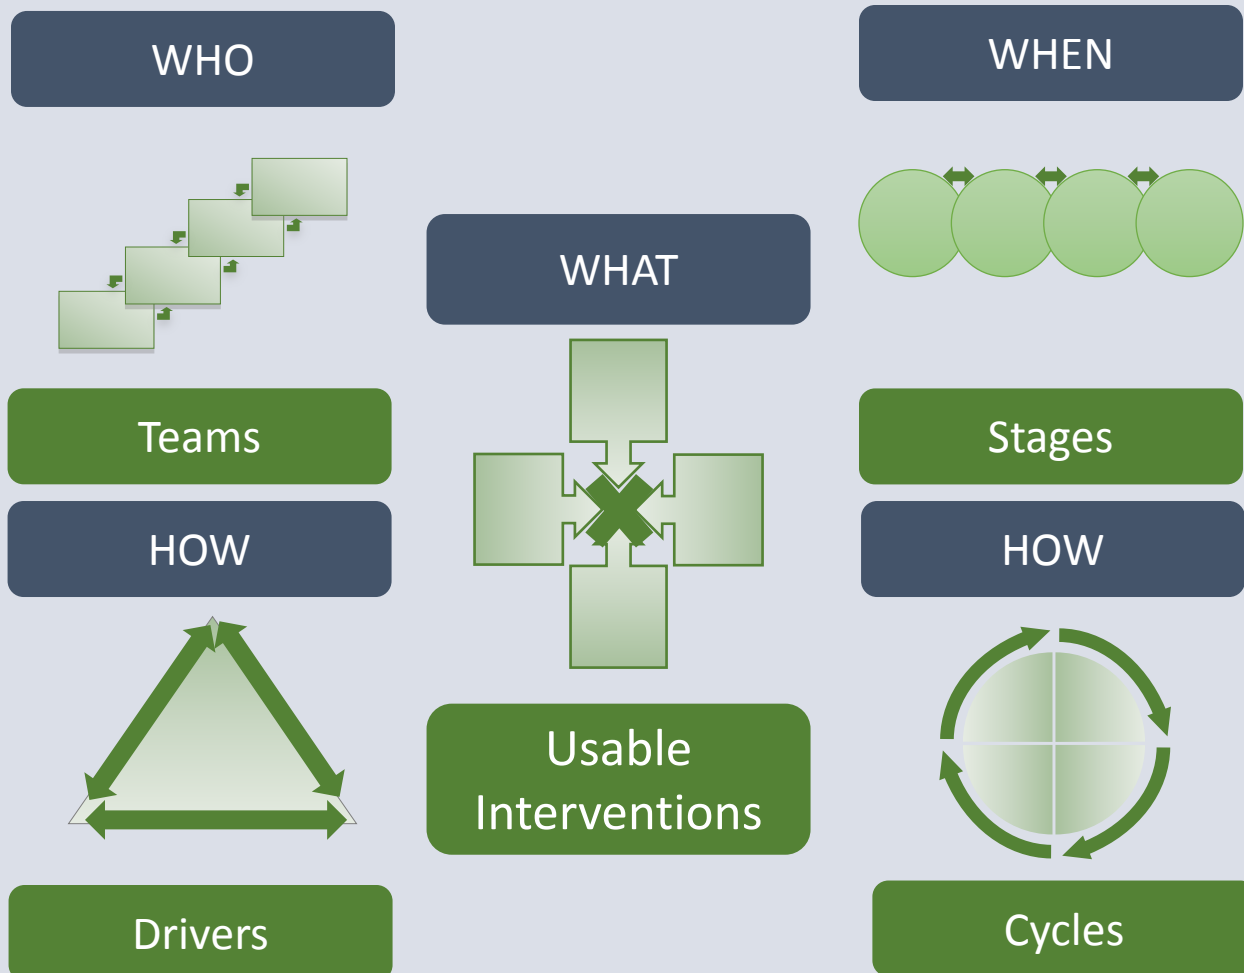 WHO
Teams
HOW
Drivers
WHAT
Usable
Interventions
WHEN
Stages
HOW
Cycles